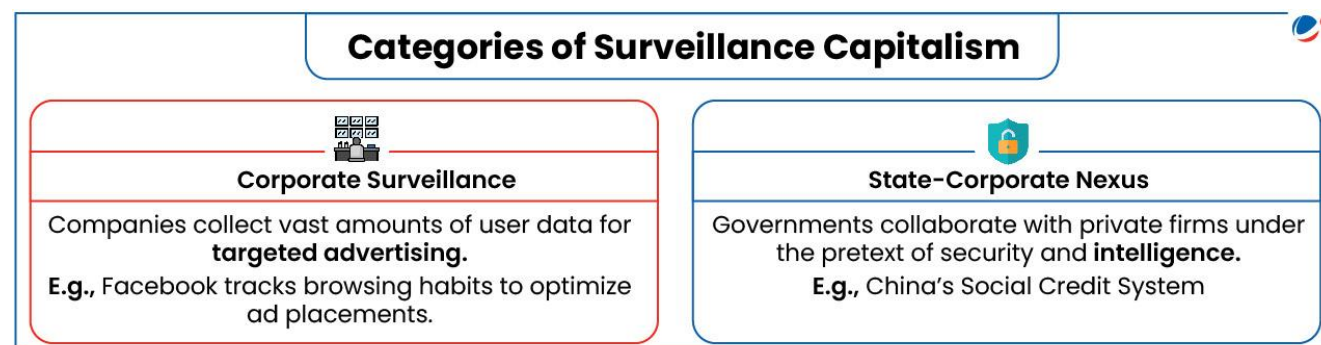 Categories of Surveillance Capitalism
Corporate Surveillance
Companies collect vast amounts of user data for
targeted advertising.
E.g., Facebook tracks browsing habits to optimize
ad placements.
State-Corporate Nexus
Governments collaborate with private firms under
the pretext of security and intelligence.
E.g., China’s Social Credit System